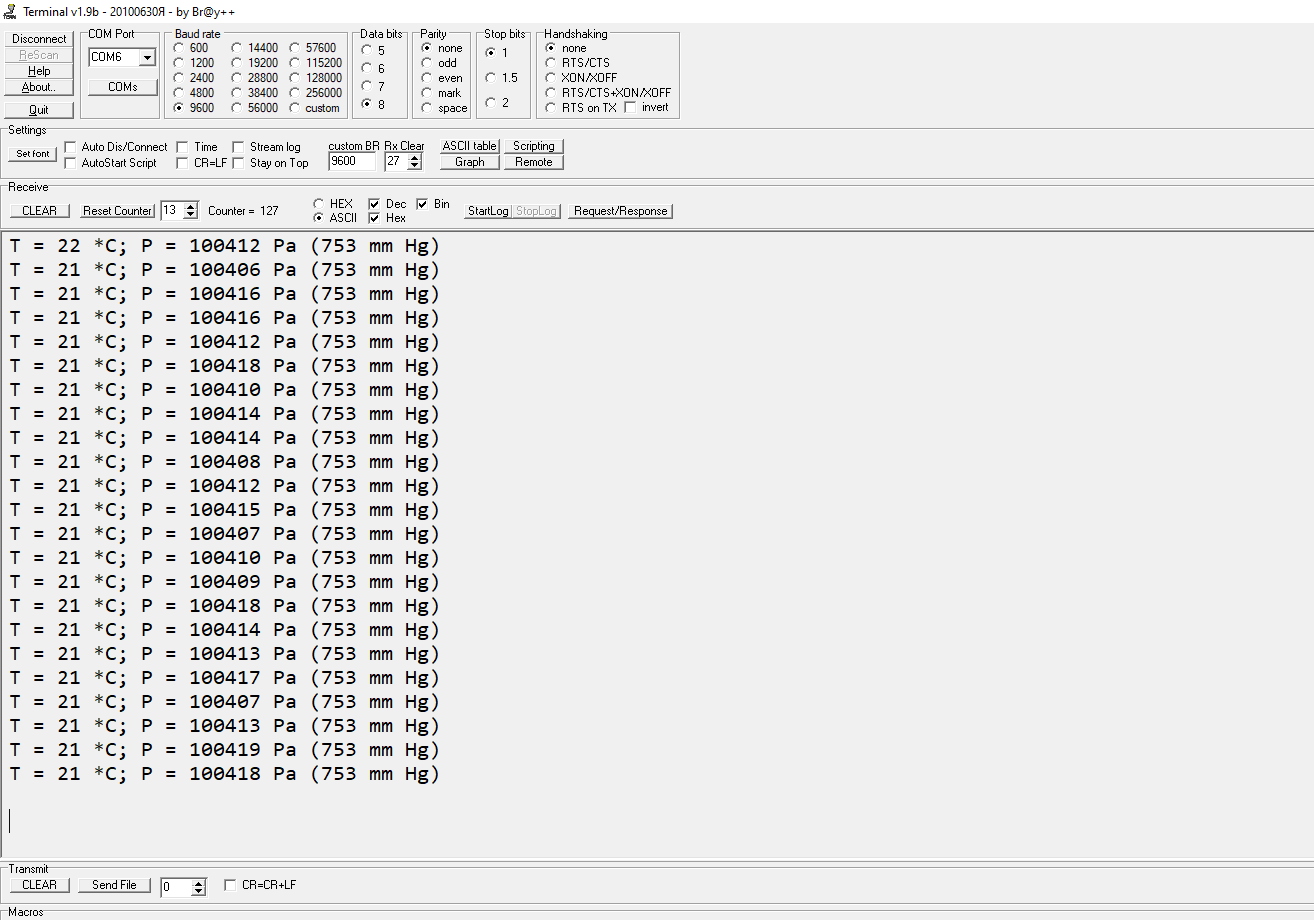 Terminal v1.9b - 20100630Я - by Br@y++
Disconnect
ReScan
Help
About..
Quit
COM Port
COM6
COMs
Baud rate
600 14400 57600
1200 19200 115200
2400 28800 128000
4800 38400 256000
9600 56000 custom
Data bits
5
6
7
8
Parity
none
odd
even
mark
space
Stop bits
1
1.5
2
Handshaking
none
RTS/CTS
XON/XOFF
RTS/CTS+XON/XOFF
RTS on TX invert
Settings
Set font
Auto Dis/Connect Time Stream log
AutoStart Script CR=LF Stay on Top
custom BR Rx Clear
9600 27
ASCII table Scripting
Graph Remote
Receive
CLEAR Reset Counter 13 Counter = 127
HEX Dec Bin
ASCII Hex
StartLog StopLog Request/Response
T = 22 *C; P = 100412 Pa (753 mm Hg)
T = 21 *C; P = 100406 Pa (753 mm Hg)
T = 21 *C; P = 100416 Pa (753 mm Hg)
T = 21 *C; P = 100416 Pa (753 mm Hg)
T = 21 *C; P = 100412 Pa (753 mm Hg)
T = 21 *C; P = 100418 Pa (753 mm Hg)
T = 21 *C; P = 100410 Pa (753 mm Hg)
T = 21 *C; P = 100414 Pa (753 mm Hg)
T = 21 *C; P = 100414 Pa (753 mm Hg)
T = 21 *C; P = 100408 Pa (753 mm Hg)
T = 21 *C; P = 100412 Pa (753 mm Hg)
T = 21 *C; P = 100415 Pa (753 mm Hg)
T = 21 *C; P = 100407 Pa (753 mm Hg)
T = 21 *C; P = 100410 Pa (753 mm Hg)
T = 21 *C; P = 100409 Pa (753 mm Hg)
T = 21 *C; P = 100418 Pa (753 mm Hg)
T = 21 *C; P = 100414 Pa (753 mm Hg)
T = 21 *C; P = 100413 Pa (753 mm Hg)
T = 21 *C; P = 100417 Pa (753 mm Hg)
T = 21 *C; P = 100407 Pa (753 mm Hg)
T = 21 *C; P = 100413 Pa (753 mm Hg)
T = 21 *C; P = 100419 Pa (753 mm Hg)
T = 21 *C; P = 100418 Pa (753 mm Hg)
Transmit
CLEAR Send File 0 CR=CR+LF
Macros